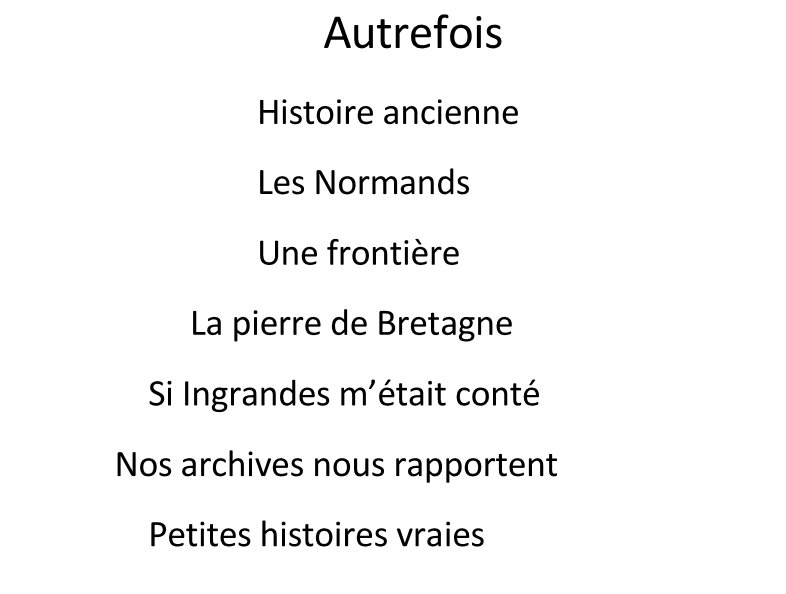 Autrefois
Histoire ancienne
Les Normands
Une frontière
La pierre de Bretagne
Si Ingrandes m’était conté
Nos archives nous rapportent
Petites histoires vraies